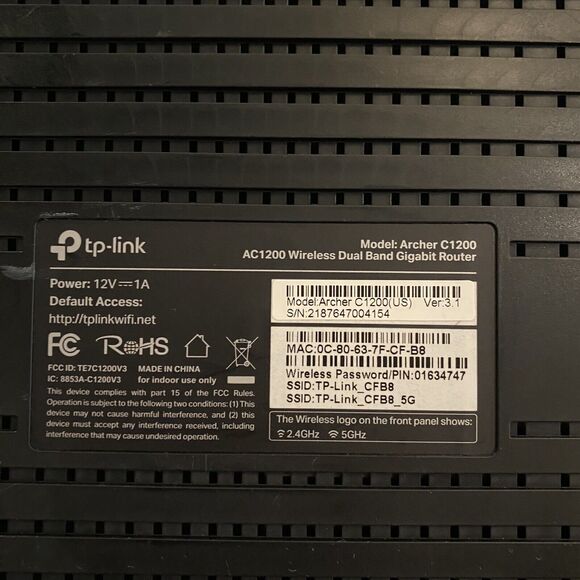 tp-link
Model: Archer C1200
AC1200 Wireless Dual Band Gigabit Router
Power: 12V⎓1A
Default Access:
http://tplinkwifi.net
FC RoHS
FCC ID: TE7C1200V3 MADE IN CHINA
IC: 8853A-C1200V3 for indoor use only
This device complies with part 15 of the FCC Rules.
Operation is subject to the following two conditions: (1) This
device may not cause harmful interference, and (2) this
device must accept any interference received, including
interference that may cause undesired operation.
Model:Archer C1200(US) Ver:3.1
S/N:2187647004154
MAC:0C-80-63-7F-CF-B8
Wireless Password/PIN:01634747
SSID:TP-Link_CFB8
SSID:TP-Link_CFB8_5G
The Wireless logo on the front panel shows:
2.4GHz 5GHz